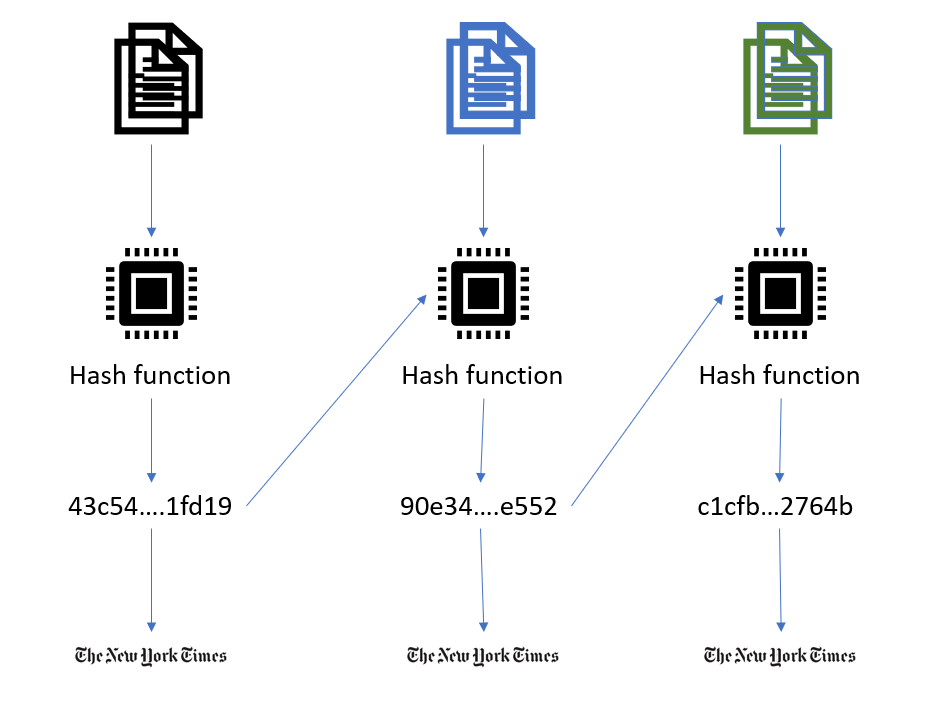 Hash function
Hash function
Hash function
43c54....1fd19
90e34....e552
c1cfb...2764b
The New York Times
The New York Times
The New York Times